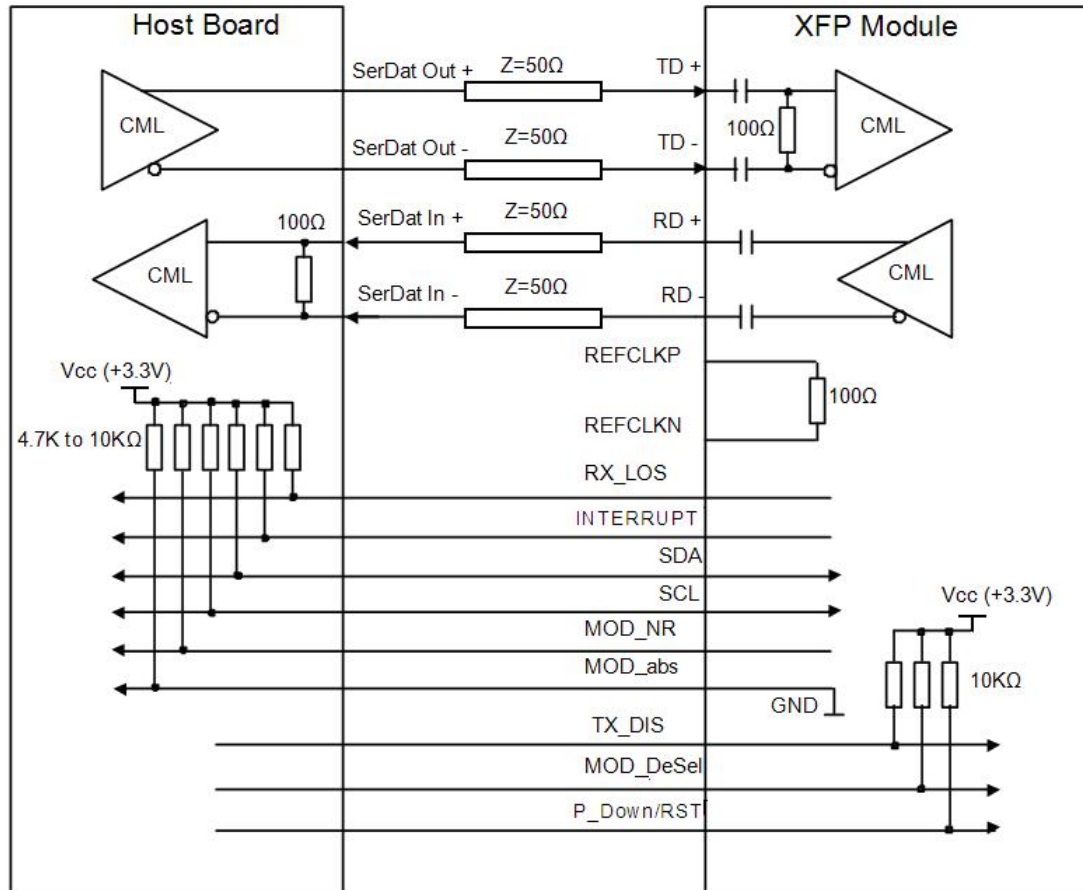 Host Board
XFP Module
SerDat Out +
Z=50Ω
TD +
CML
100Ω
CML
SerDat Out -
Z=50Ω
TD -
100Ω
SerDat In +
Z=50Ω
RD +
CML
CML
SerDat In -
Z=50Ω
RD -
REFCLKP
Vcc (+3.3V)
100Ω
4.7K to 10KΩ
REFCLKN
RX_LOS
INTERRUPT
SDA
SCL
Vcc (+3.3V)
MOD_NR
MOD_abs
10KΩ
GND
TX_DIS
MOD_DeSel
P_Down/RST